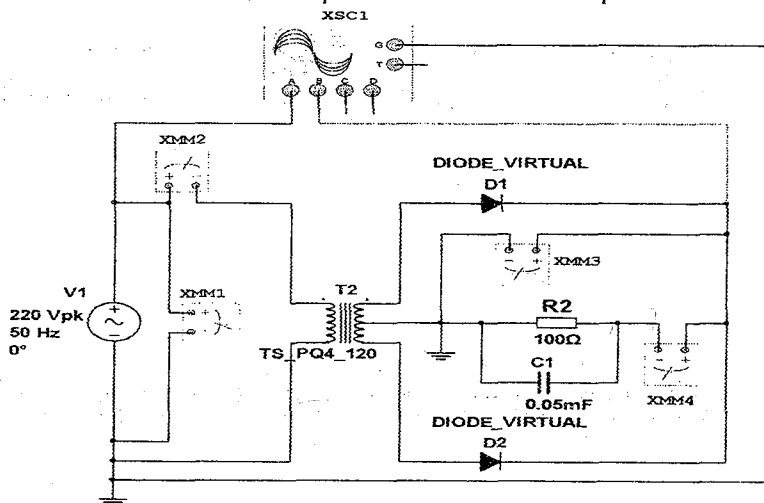 XSC1
G
T
A B C D
XMM2
DIODE_VIRTUAL
D1
XMM3
V1
XMM1
T2
220 Vpk
50 Hz
0°
R2
100Ω
TS_PQ4_120
C1
0.05mF
XMM4
DIODE_VIRTUAL
D2